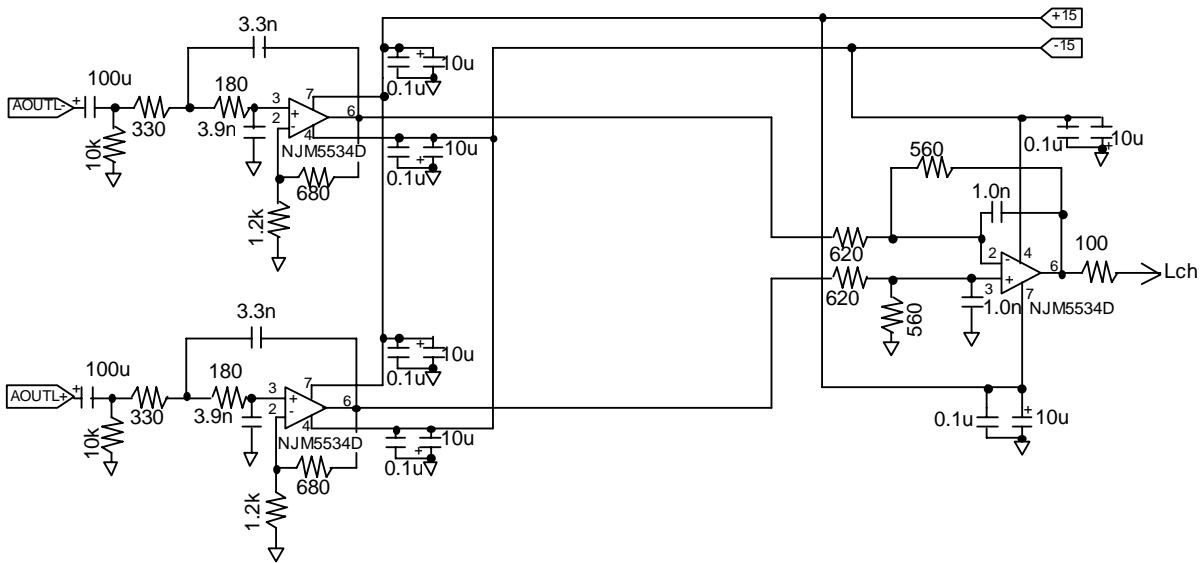 +15
-15
3.3n
100u
180
AOUTL-
+
330
10k
3.9n
3
2
+
-
7
4
6
NJM5534D
680
1.2k
+
10u
0.1u
+
10u
0.1u
0.1u
10u
+
560
1.0n
620
620
560
1.0n
2
3
-
+
4
7
6
NJM5534D
100
Lch
0.1u
+
10u
3.3n
100u
180
AOUTL+
+
330
10k
3.9n
3
2
+
-
7
4
6
NJM5534D
680
1.2k
+
10u
0.1u
10u
0.1u
+